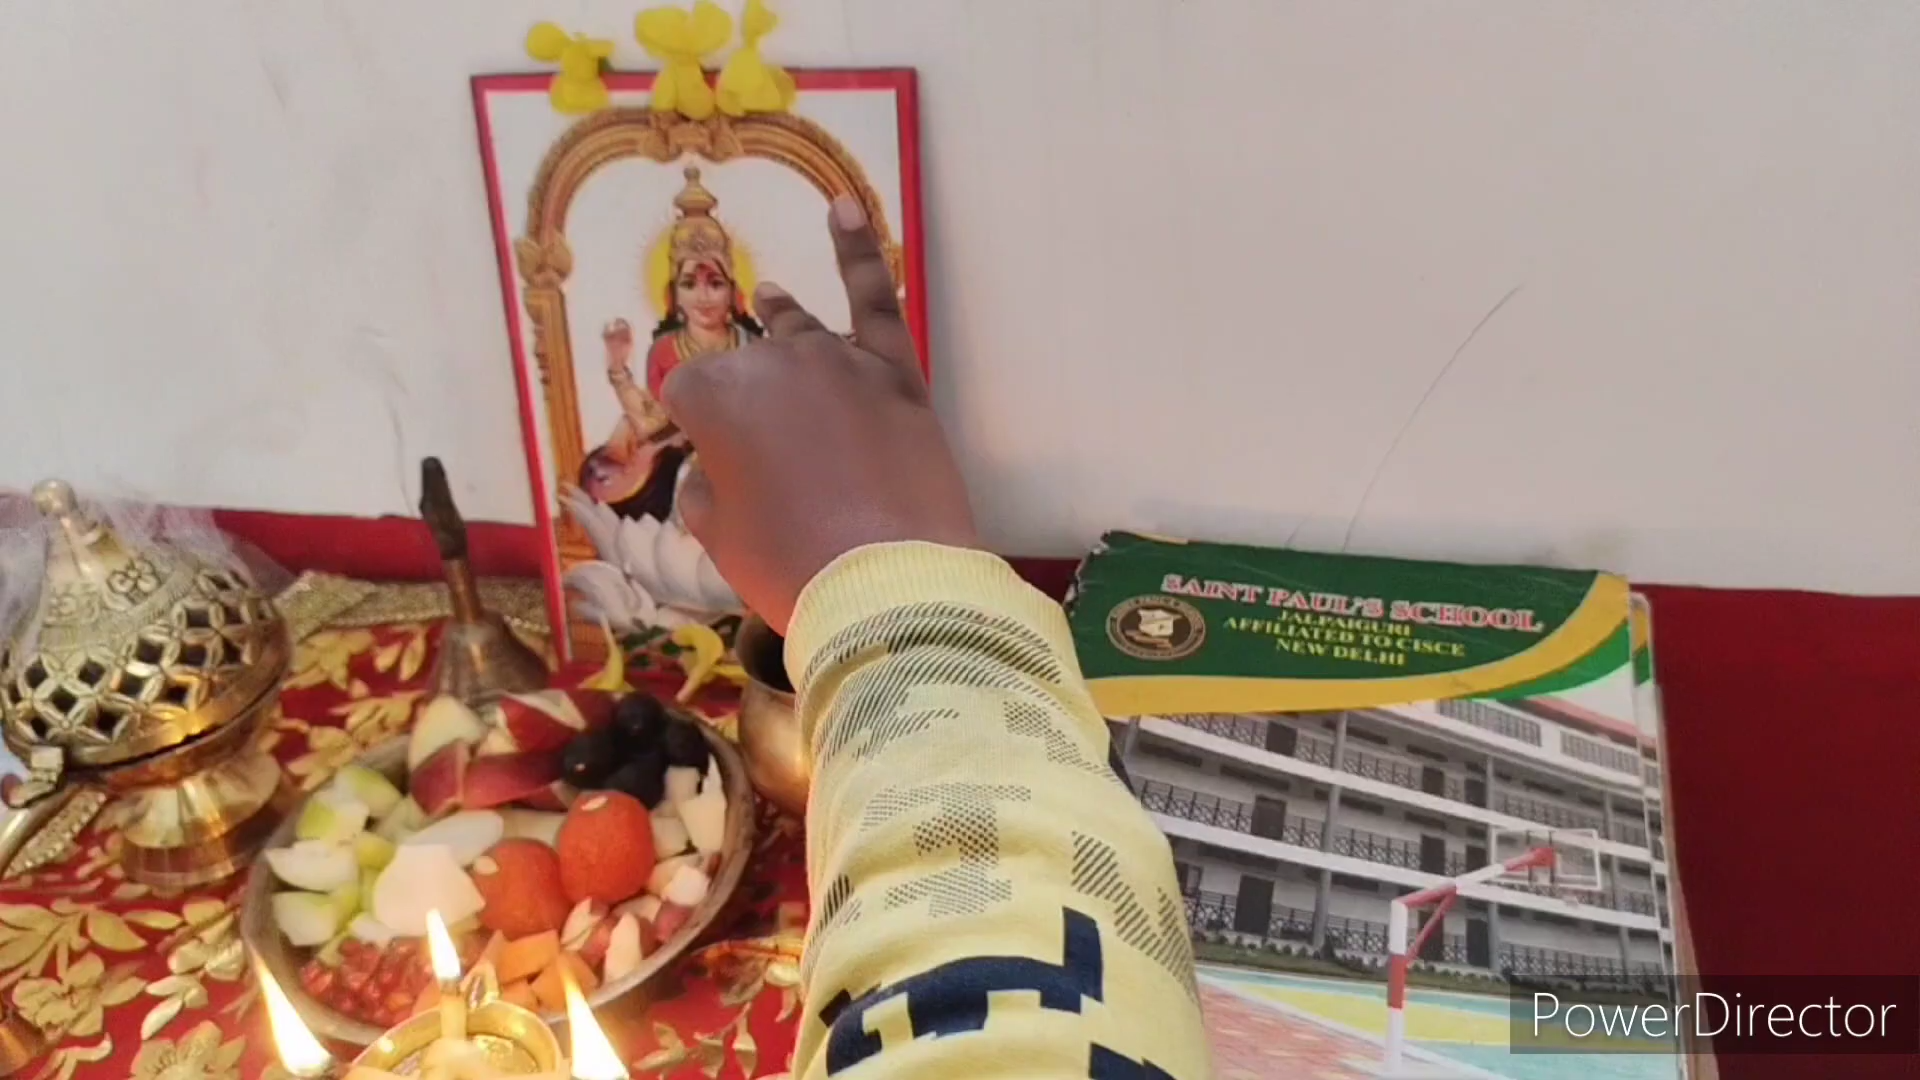 SAINT PAUL'S SCHOOL
JALPAIGURI
AFFILIATED TO CISCE
NEW DELHI
PowerDirector